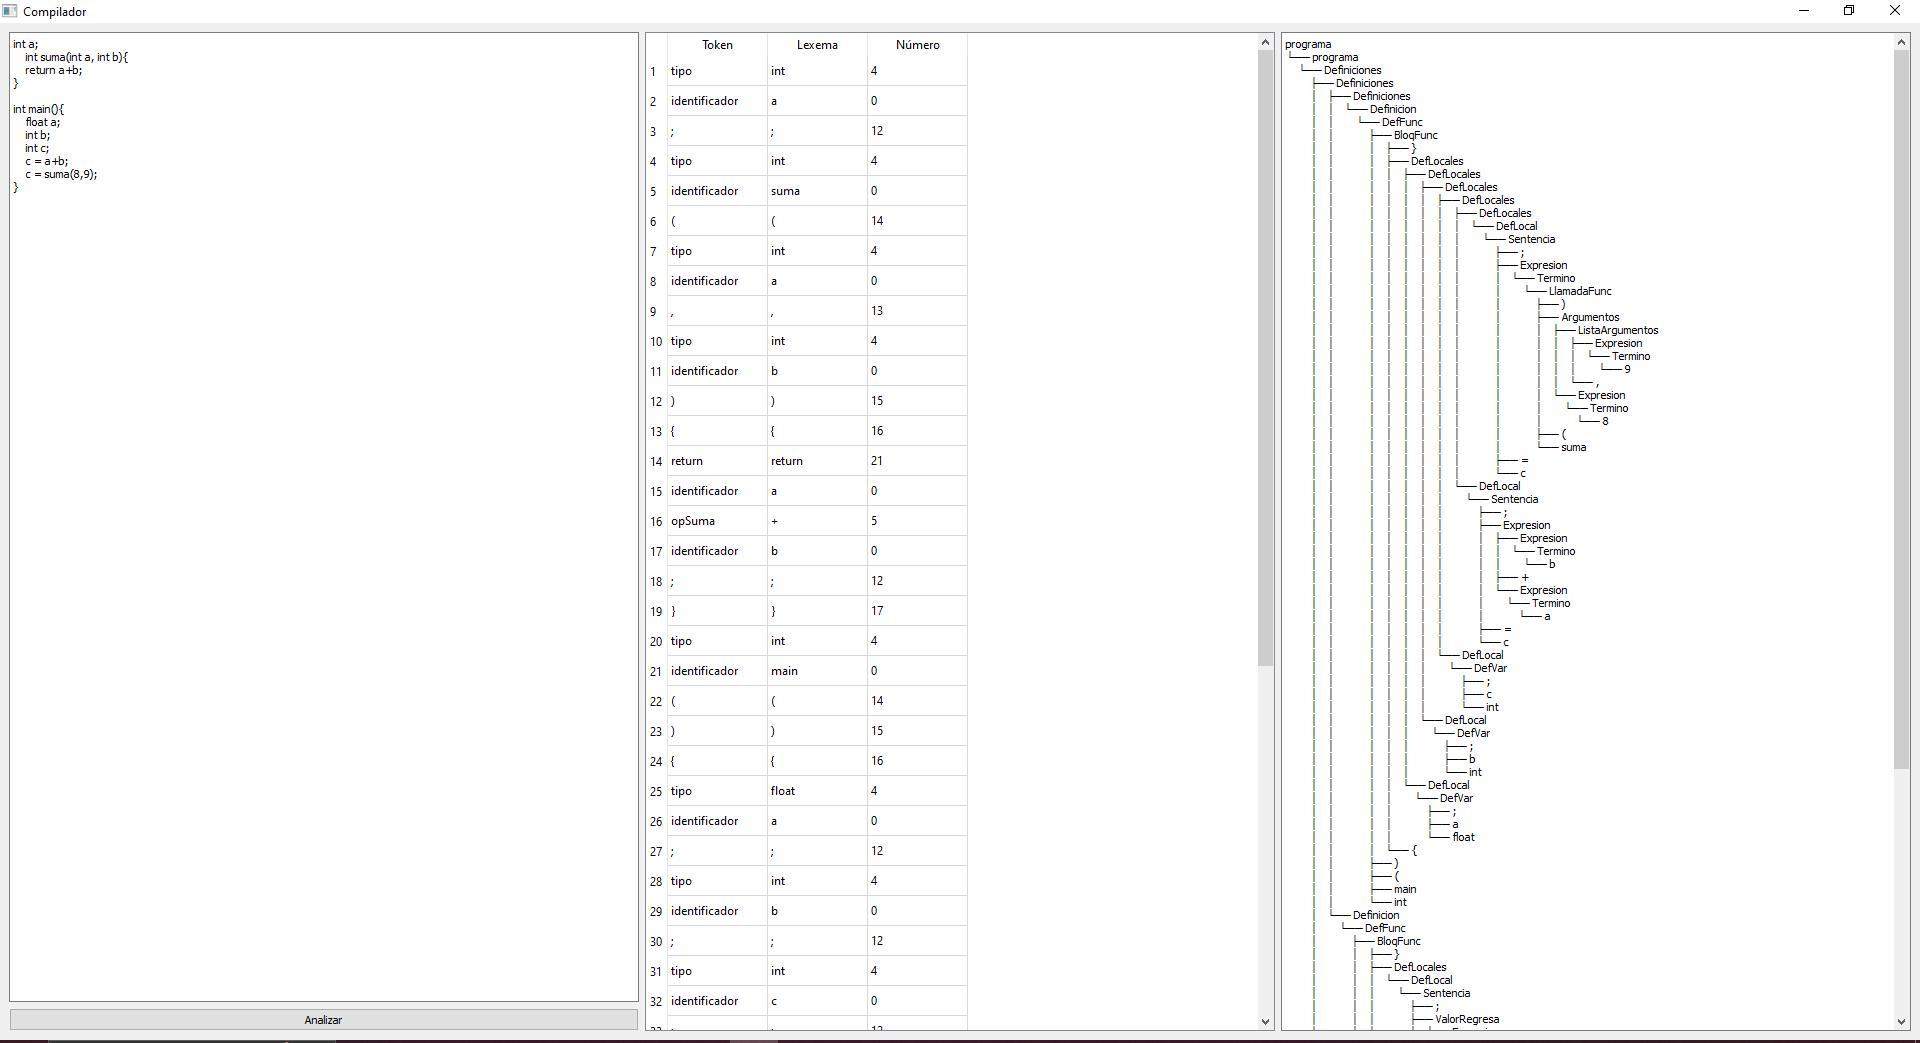 Compilador
int a;
int suma(int a, int b){
return a+b;
}
int main(){
float a;
int b;
int c;
c = a+b;
c = suma(8,9);
}
Analizar
Token Lexema Número
1 tipo int 4
2 identificador a 0
3 ; ; 12
4 tipo int 4
5 identificador suma 0
6 ( ( 14
7 tipo int 4
8 identificador a 0
9 , , 13
10 tipo int 4
11 identificador b 0
12 ) ) 15
13 { { 16
14 return return 21
15 identificador a 0
16 opSuma + 5
17 identificador b 0
18 ; ; 12
19 } } 17
20 tipo int 4
21 identificador main 0
22 ( ( 14
23 ) ) 15
24 { { 16
25 tipo float 4
26 identificador a 0
27 ; ; 12
28 tipo int 4
29 identificador b 0
30 ; ; 12
31 tipo int 4
32 identificador c 0
programa
programa
Definiciones
Definiciones
Definiciones
Definicion
DefFunc
BloqFunc
}
DefLocales
DefLocales
DefLocales
DefLocales
DefLocales
DefLocal
Sentencia
;
Expresion
Termino
LlamadaFunc
)
Argumentos
ListaArgumentos
Expresion
Termino
9
,
Expresion
Termino
8
(
suma
=
c
DefLocal
Sentencia
;
Expresion
Expresion
Termino
b
+
Expresion
Termino
a
=
c
DefLocal
DefVar
;
c
int
DefLocal
DefVar
;
b
int
DefLocal
DefVar
;
a
float
{
)
(
main
int
Definicion
DefFunc
BloqFunc
}
DefLocales
DefLocal
Sentencia
;
ValorRegresa